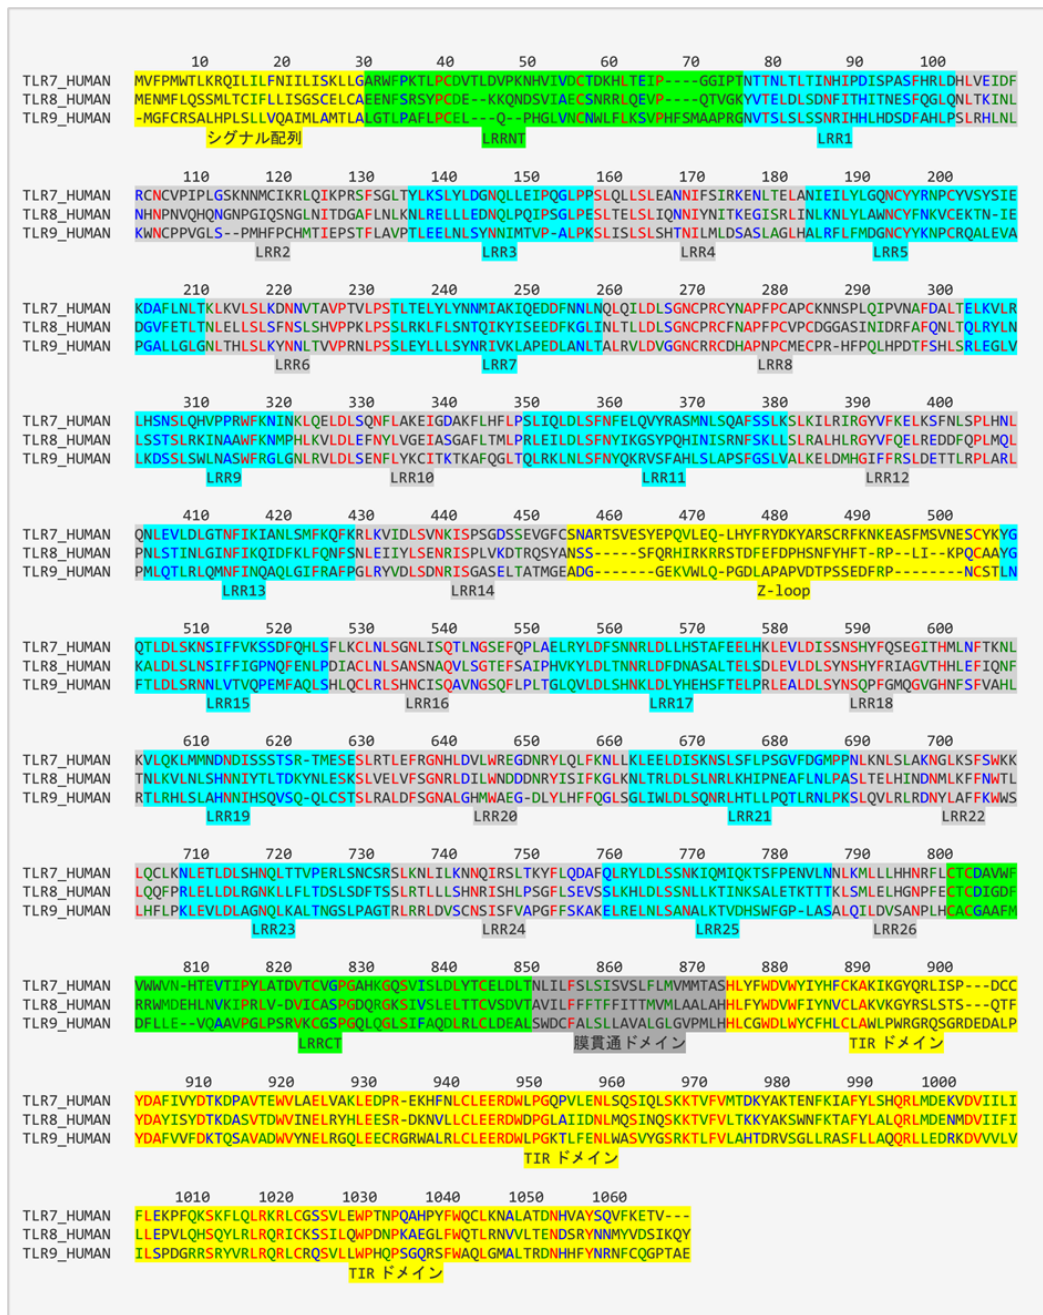 10 20 30 40 50 60 70 80 90 100
TLR7_HUMAN MVFPMWTLKRQILILFNIILISKLLGARWFPKTLPCDVTLDVPKNHVIVDCTDKHLTEIP----GGIPTNTTNLTLTINHIPDISPASFHRLDHLVEIDF
TLR8_HUMAN MENMFLQSSMLTCIFLLISGSCELCAEENFSRSYPCDE--KKQNDSVIAECSNRRLQEVP----QTVGKYVTELDLSDNFITHITNESFQGLQNLTKINL
TLR9_HUMAN -MGFCRSALHPLSLLVQAIMLAMTLALGTLPAFLPCEL--Q--PHGLVNCNWLFLKSVPHFSMAAPRGNVTSLSLSSNRIHHLHDSDFAHLPSLRHLNL
シグナル配列 LRRNT LRR1
110 120 130 140 150 160 170 180 190 200
TLR7_HUMAN RCNCVPIPLGSKNNMCIKRLQIKPRSFSGLTYLKSLYLDGNQLLEIPQGLPPSLQLLSLEANNIFSIRKENLTELANIEILYLGQNCYYRNPCYVSYSIE
TLR8_HUMAN NHNPNVQHQNGNPGIQSNGLNITDGAFLNLKNLRELLLEDNQLPQIPSGLPESLTELSLIQNNIYNITKEGISRLINLKNLYLAWNCYFNKVCEKTN-IE
TLR9_HUMAN KWNCPPVGLS--PMHFPCHMTIEPSTFLAVPTLEELNLSYNNIMTVP-ALPKSLISLSLSHTNILMLDSASLAGLHALRFLFMDGNCYYKNPCRQALEVA
LRR2 LRR3 LRR4 LRR5
210 220 230 240 250 260 270 280 290 300
TLR7_HUMAN KDAFLNLTKLKVLSLKDNNVTAVPTVLPSTLTELYLYNNMIAKIQEDDFNNLNQLQILDLSGNCPRCYNAPFPCAPCKNNSPLQIPVNAFDALTELKVLR
TLR8_HUMAN DGVFETLTNLELLSLSFNSLSHVPPKLPSSLRKLFLSNTQIKYISEEDFKGLINLTLLDLSGNCPRCFNAPFPCVPCDGGASINIDRFAFQNLTQLRYLN
TLR9_HUMAN PGALLGLGNLTHLSLKYNNLTVVPRNLPSSLEYLLLSYNRIVKLAPEDLANLTALRVLDVGGNCRRCDHAPNPCMECPR-HFPQLHPDTFSHLSRLEGLV
LRR6 LRR7 LRR8
310 320 330 340 350 360 370 380 390 400
TLR7_HUMAN LHSNSLQHVPPRWFKNINKLQELDLSQNFLAKEIGDAKFLHFLPSLIQLDLSFNFELQVYRASMNLSQAFSSLKSLKILRIRGYVFKELKSFNLSPLHNL
TLR8_HUMAN LSSTSLRKINAAWFKNMPHLKVLDLEFNYLVGEIASGAFLTMLPRLEILDLSFNYIKGSYPQHINISRNFSKLLSLRALHLRGYVFQELREDDFQPLMQL
TLR9_HUMAN LKDSSLSWLNASWFRGLGNLRVLDLSENFLYKCITKTKAFQGLTQLRKLNLSFNYQKRVSFAHLSLAPSFGSLVALKELDMHGIFFRSLDETTLRPLARL
LRR9 LRR10 LRR11 LRR12
410 420 430 440 450 460 470 480 490 500
TLR7_HUMAN QNLEVLDLGTNFIKIANLSMFKQFKRLKVIDLSVNKISPSGDSSEVGFCSNARTSVESYEPQVLEQ-LHYFRYDKYARSCRFKNKEASFMSVNESCYKYG
TLR8_HUMAN PNLSTINLGINFIKQIDFKLFQNFSNLEIIYLSENRISPLVKDTRQSYANSS-----SFQRHIRKRRSTDFEFDPHSNFYHFT-RP--LI--KPQCAAYG
TLR9_HUMAN PMLQTLRLQMNFINQAQLGIFRAFPGLRYVDLSDNRISGASELTATMGEADG-------GEKVWLQ-PGDLAPAPVDTPSSEDFRP--------NCSTLN
LRR13 LRR14 Z-loop
510 520 530 540 550 560 570 580 590 600
TLR7_HUMAN QTLDLSKNSIFFVKSSDFQHLSFLKCLNLSGNLISQTLNGSEFQPLAELRYLDFSNNRLDLLHSTAFEELHKLEVLDISSNSHYFQSEGITHMLNFTKNL
TLR8_HUMAN KALDLSLNSIFFIGPNQFENLPDIACLNLSANSNAQVLSGTEFSAIPHVKYLDLTNNRLDFDNASALTELSDLEVLDLSYNSHYFRIAGVTHHLEFIQNF
TLR9_HUMAN FTLDLSRNNLVTVQPEMFAQLSHLQCLRLSHNCISQAVNGSQFLPLTGLQVLDLSHNKLDLYHEHSFTELPRLEALDLSYNSQPFGMQGVGHNFSFVAHL
LRR15 LRR16 LRR17 LRR18
610 620 630 640 650 660 670 680 690 700
TLR7_HUMAN KVLQKLMMNDNDISSSTSR-TMESESLRTLEFRGNHLDVLWREGDNRYLQLFKNLLKLEELDISKNSLSFLPSGVFDGMPPNLKNLSLAKNGLKSFSWKK
TLR8_HUMAN TNLKVLNLSHNNIYTLTDKYNLESKSLVELVFSGNRLDILWNDDDNRYISIFKGLKNLTRLDLSLNRLKHIPNEAFLNLPASLTELHINDNMLKFFNWTL
TLR9_HUMAN RTLRHLSLAHNNIHSQVSQ-QLCSTSLRALDFSGNALGHMWAEG-DLYLHFFQGLSGLIWLDLSQNRLHTLLPQTLRNLPKSLQVLRLRDNYLAFFKWWS
LRR19 LRR20 LRR21 LRR22
710 720 730 740 750 760 770 780 790 800
TLR7_HUMAN LQCLKNLETLDLSHNQLTTVPERLSNCSRSLKNLILKNNQIRSLTKYFLQDAFQLRYLDLSSNKIQMIQKTSFPENVLNNLKMLLLHHNRFLCTCDAVWF
TLR8_HUMAN LQQFPRLELLDLRGNKLLFLTDSLSDFTSSLRTLLLSHNRISHLPSGFLSEVSSLKHLDLSSNLLKTINKSALETKTTTKLSMLELHGNPFECTCDIGDF
TLR9_HUMAN LHFLPKLEVLDLAGNQLKALTNGSLPAGTRLRRLDVSCNSISFVAPGFFSKAKELRELNLSANALKTVDHSWFGP-LASALQILDVSANPLHCACGAAFM
LRR23 LRR24 LRR25 LRR26
810 820 830 840 850 860 870 880 890 900
TLR7_HUMAN VWWVN-HTEVTIPYLATDVTCVGPGAHKGQSVISLDLYTCELDLTNLILFSLSISVSLFLMVMMTASHLYFWDVWYIYHFCKAKIKGYQRLISP---DCC
TLR8_HUMAN RRWMDEHLNVKIPRLV-DVICASPGDQRGKSIVSLELTTCVSDVTAVILFFFTFFITTMVMLAALAHHLFYWDVWFIYNVCLAKVKGYRSLSTS---QTF
TLR9_HUMAN DFLLE--VQAAVPGLPSRVKCGSPGQLQGLSIFAQDLRLCLDEALSWDCFALSLLAVALGLGVPMLHHLCGWDLWYCFHLCLAWLPWRGRQSGRDEDALP
LRRCT 膜貫通ドメイン TIR ドメイン
910 920 930 940 950 960 970 980 990 1000
TLR7_HUMAN YDAFIVYDTKDPAVTEWVLAELVAKLEDPR-EKHFNLCLEERDWLPGQPVLENLSQSIQLSKKTVFVMTDKYAKTENFKIAFYLSHQRLMDEKVDVIILI
TLR8_HUMAN YDAYISYDTKDASVTDWVINELRYHLEESR-DKNVLLCLEERDWDPGLAIIDNLMQSINQSKKTVFVLTKKYAKSWNFKTAFYLALQRLMDENMDVIIFI
TLR9_HUMAN YDAFVVFDKTQSAVADWVYNELRGQLEECRGRWALRLCLEERDWLPGKTLFENLWASVYGSRKTLFVLAHTDRVSGLLRASFLLAQQRLLEDRKDVVVLV
TIR ドメイン
1010 1020 1030 1040 1050 1060
TLR7_HUMAN FLEKPFQKSKFLQLRKRLCGSSVLEWPTNPQAHPYFWQCLKNALATDNHVAYSQVFKETV---
TLR8_HUMAN LLEPVLQHSQYLRLRQRICKSSILQWPDNPKAEGLFWQTLRNVVLTENDSRYNNMYVDSIKQY
TLR9_HUMAN ILSPDGRRSRYVRLRQRLCRQSVLLWPHQPSGQRSFWAQLGMALTRDNHHFYNRNFCQGPTAE
TIR ドメイン